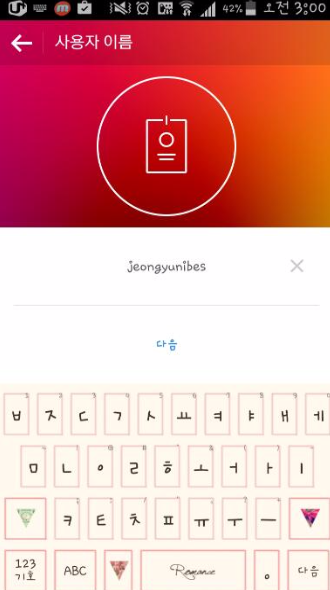 42% 오전 3:00
사용자 이름
jeongyunibes
다음
ㅂ ㅈ ㄷ ㄱ ㅅ ㅛ ㅕ ㅑ ㅐ ㅔ
ㅁ ㄴ ㅇ ㄹ ㅎ ㅗ ㅓ ㅏ ㅣ
ㅋ ㅌ ㅊ ㅍ ㅠ ㅜ ㅡ
123
기호 ABC Romance . 다음